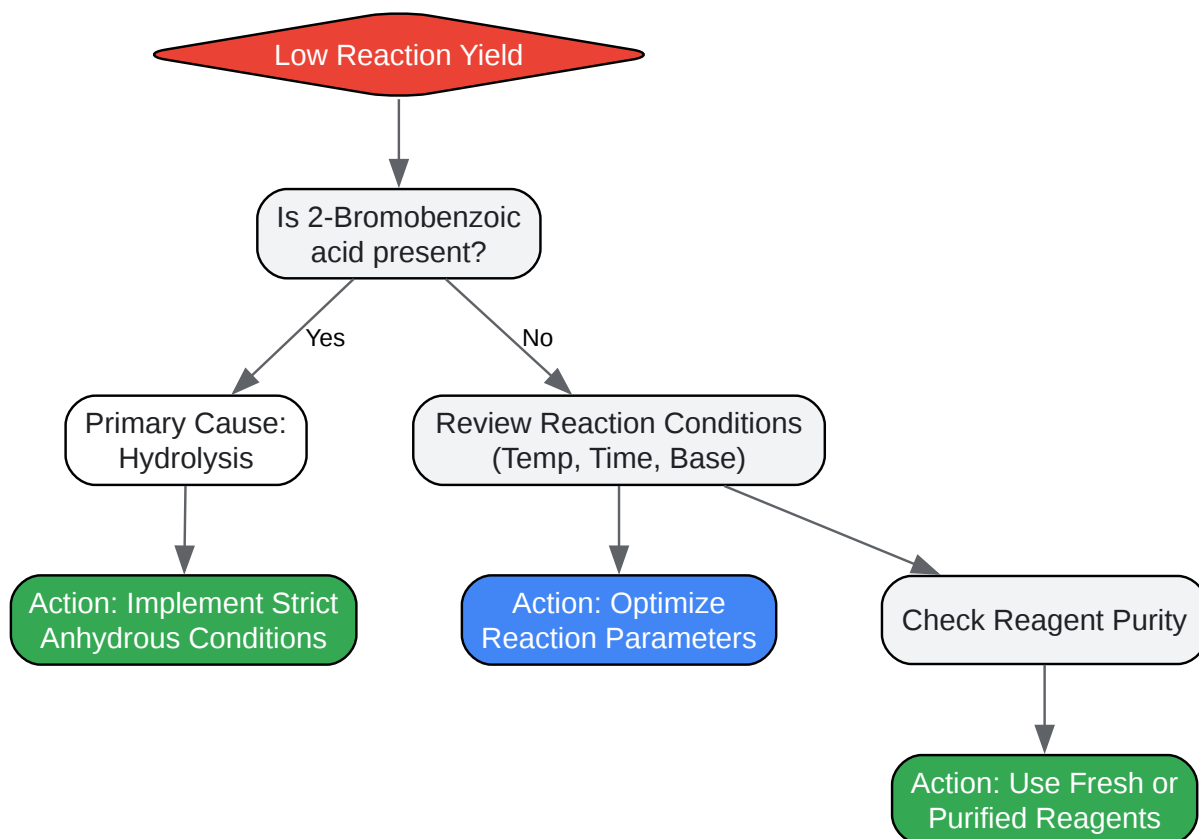 Low Reaction Yield
Is 2-Bromobenzoic
acid present?
Yes
No
Primary Cause:
Hydrolysis
Review Reaction Conditions
(Temp, Time, Base)
Action: Implement Strict
Anhydrous Conditions
Action: Optimize
Reaction Parameters
Check Reagent Purity
Action: Use Fresh or
Purified Reagents